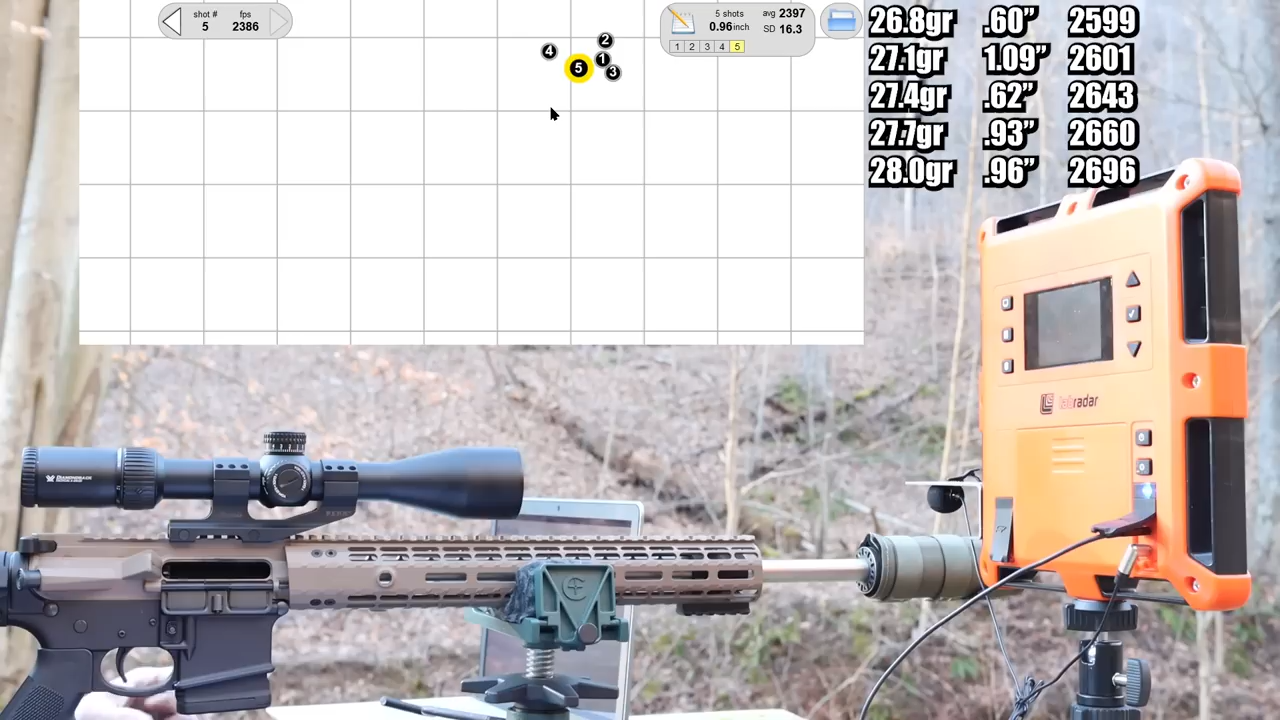 shot # fps
5 2386
5 shots avg 2397
0.96 inch SD 16.3
1 2 3 4 5
4 2 1 5 3
26.8gr .60” 2599
27.1gr 1.09” 2601
27.4gr .62” 2643
27.7gr .93” 2660
28.0gr .96” 2696
labradar
DIAMONDBACK